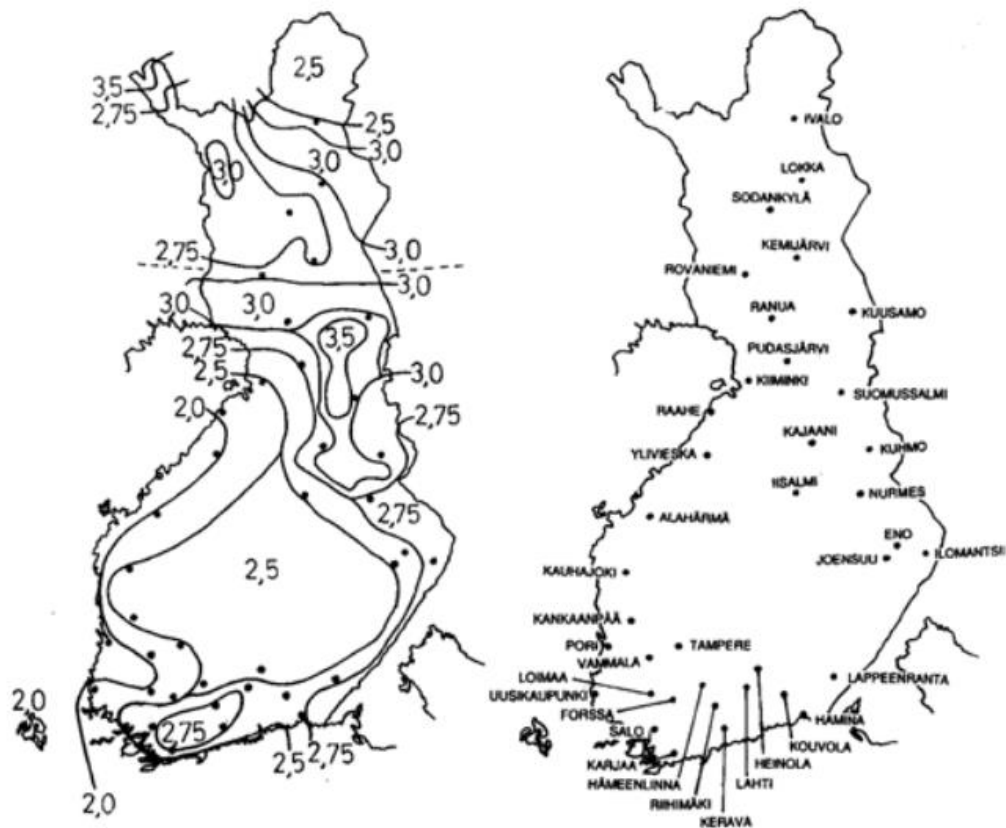 2,5
3,5
2,75
2,5
3,0
3,0
3,0
2,75
3,0
3,0
3,0
3,0
3,5
2,75
2,5
3,0
2,0
2,75
2,75
2,5
2,0
2,75
2,5
2,75
2,0
IVALO
LOKKA
SODANKYLÄ
KEMIJÄRVI
ROVANIEMI
RANUA
KUUSAMO
PUDASJÄRVI
KIIMINKI
SUOMUSSALMI
RAAHE
KAJAANI
YLIVIESKA
KUHMO
IISALMI
NURMES
ALAHÄRMÄ
ENO
JOENSUU
ILOMANTSI
KAUHAJOKI
KANKAANPÄÄ
PORI
TAMPERE
VAMMALA
LOIMAA
LAPPEENRANTA
UUSIKAUPUNKI
FORSSA
HAMINA
SALO
KOUVOLA
KARJAA
HEINOLA
HÄMEENLINNA
LAHTI
RIIHIMÄKI
KERAVA